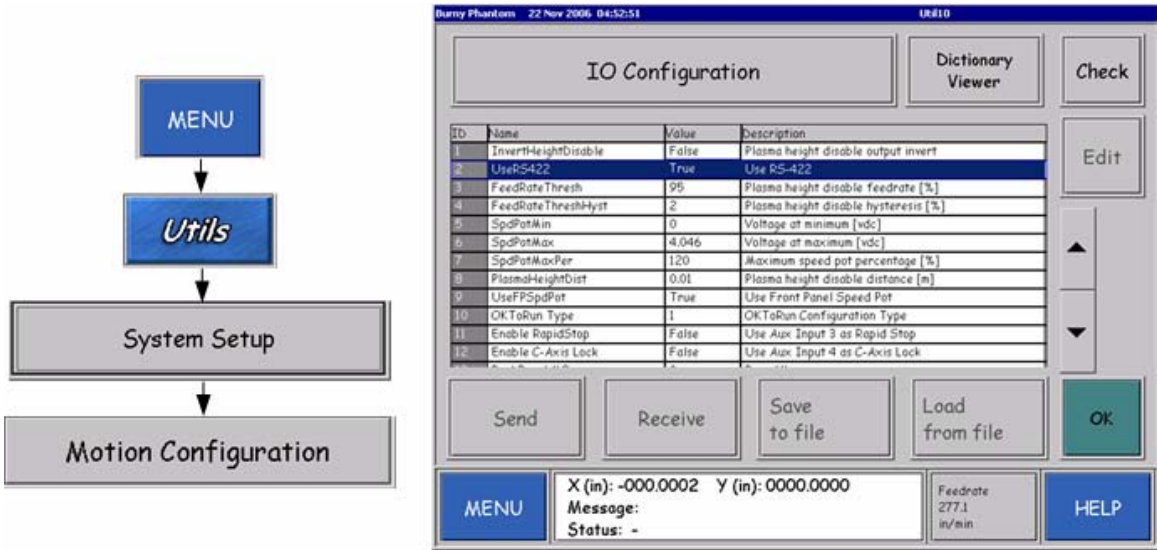 MENU
Utils
System Setup
Motion Configuration
Burny Phantom 22 Nov 2006 04:52:51 Util10
IO Configuration
Dictionary
Viewer
Check
Edit
ID Name Value Description
1 InvertHeightDisable False Plasma height disable output invert
2 UseRS422 True Use RS-422
3 FeedRateThresh 95 Plasma height disable feedrate [%]
4 FeedRateThreshHyst 2 Plasma height disable hysteresis [%]
5 SpdPotMin 0 Voltage at minimum [vdc]
6 SpdPotMax 4.046 Voltage at maximum [vdc]
7 SpdPotMaxPer 120 Maximum speed pot percentage [%]
8 PlasmaHeightDist 0.01 Plasma height disable distance [m]
9 UseFPSpdPot True Use Front Panel Speed Pot
10 OKToRun Type 1 OKToRun Configuration Type
11 Enable RapidStop False Use Aux Input 3 as Rapid Stop
12 Enable C-Axis Lock False Use Aux Input 4 as C-Axis Lock
Send
Receive
Save
to file
Load
from file
OK
MENU
X (in): -000.0002 Y (in): 0000.0000
Message:
Status: -
Feedrate
277.1
in/min
HELP